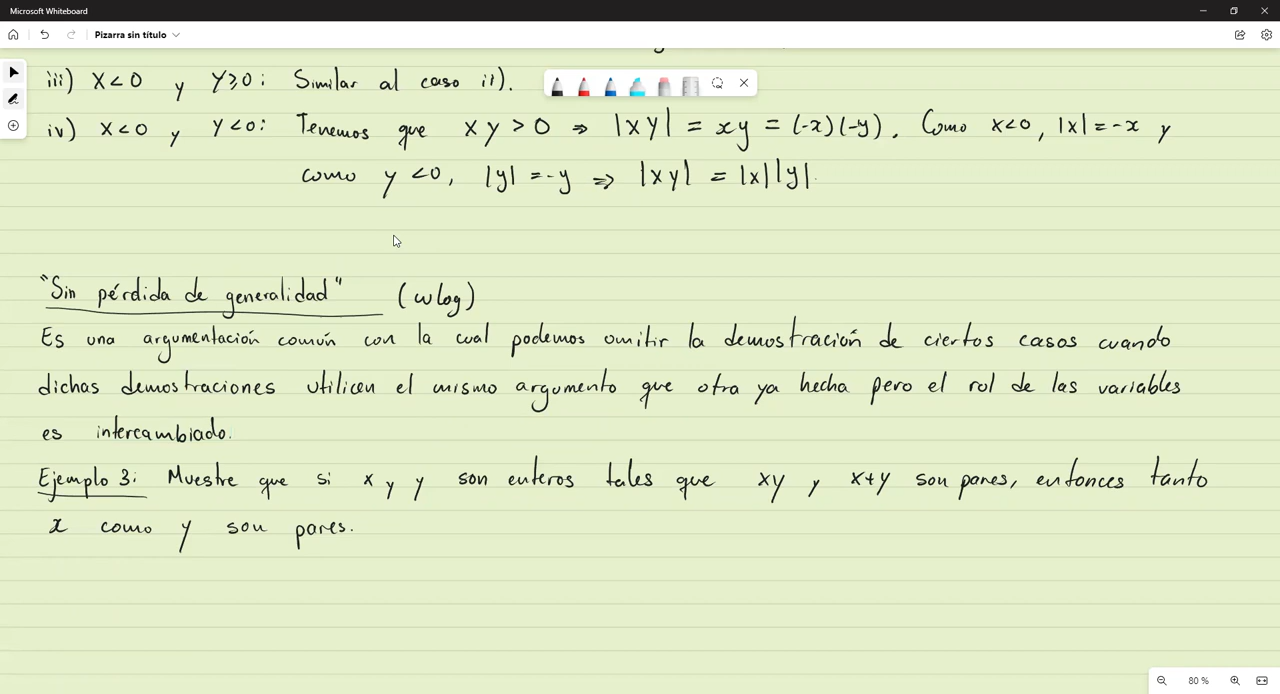 Microsoft Whiteboard
Pizarra sin título
iii) x<0 y y≥0: Similar al caso ii).
iv) x<0 y y<0: Tenemos que xy>0 ⇒ |xy| = xy = (-x)(-y). Como x<0, |x|=-x y
como y<0, |y|=-y ⇒ |xy| = |x||y|.
"Sin pérdida de generalidad" (wlog)
Es una argumentación común con la cual podemos omitir la demostración de ciertos casos cuando
dichas demostraciones utilicen el mismo argumento que otra ya hecha pero el rol de las variables
es intercambiado.
Ejemplo 3: Muestre que si x y y son enteros tales que xy y x+y son pares, entonces tanto
x como y son pares.
80 %